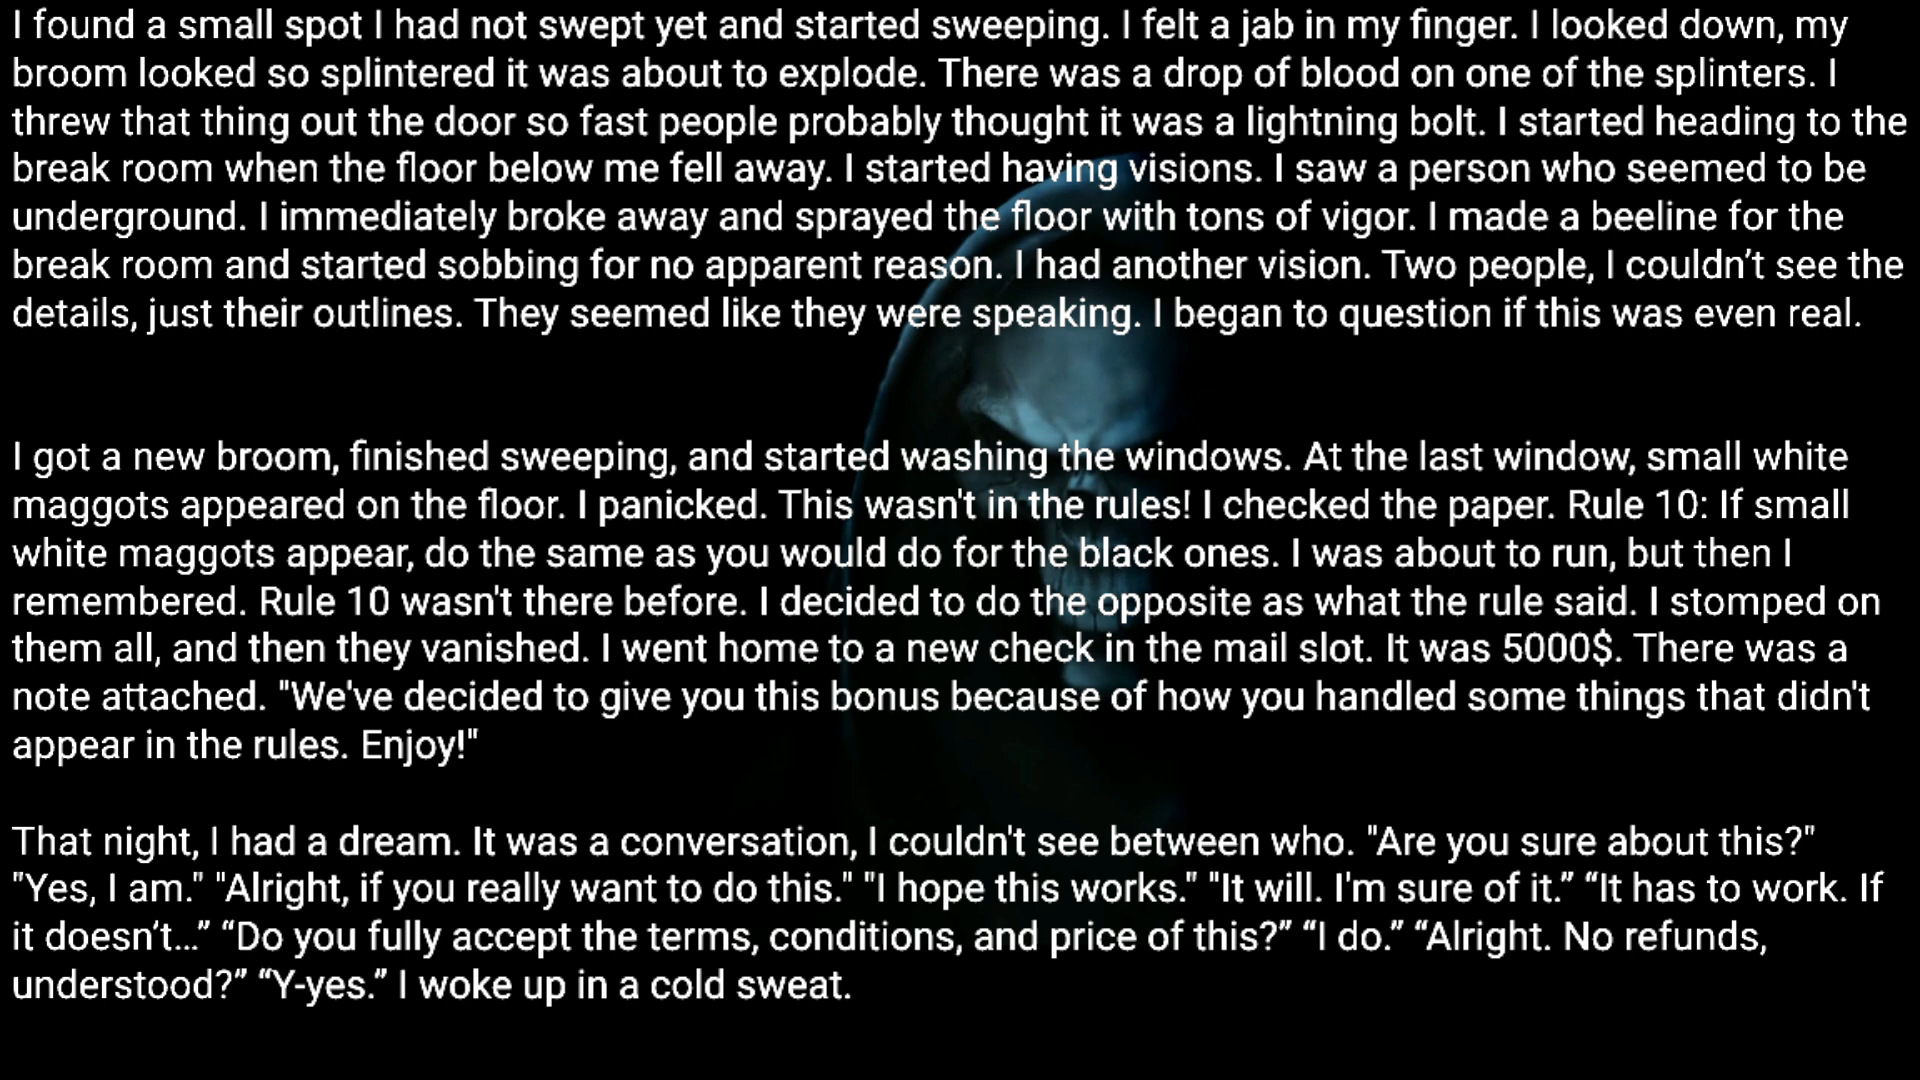 I found a small spot I had not swept yet and started sweeping. I felt a jab in my finger. I looked down, my
broom looked so splintered it was about to explode. There was a drop of blood on one of the splinters. I
threw that thing out the door so fast people probably thought it was a lightning bolt. I started heading to the
break room when the floor below me fell away. I started having visions. I saw a person who seemed to be
underground. I immediately broke away and sprayed the floor with tons of vigor. I made a beeline for the
break room and started sobbing for no apparent reason. I had another vision. Two people, I couldn’t see the
details, just their outlines. They seemed like they were speaking. I began to question if this was even real.
I got a new broom, finished sweeping, and started washing the windows. At the last window, small white
maggots appeared on the floor. I panicked. This wasn't in the rules! I checked the paper. Rule 10: If small
white maggots appear, do the same as you would do for the black ones. I was about to run, but then I
remembered. Rule 10 wasn't there before. I decided to do the opposite as what the rule said. I stomped on
them all, and then they vanished. I went home to a new check in the mail slot. It was 5000$. There was a
note attached. "We've decided to give you this bonus because of how you handled some things that didn't
appear in the rules. Enjoy!"
That night, I had a dream. It was a conversation, I couldn't see between who. "Are you sure about this?"
"Yes, I am." "Alright, if you really want to do this." "I hope this works." "It will. I'm sure of it.” “It has to work. If
it doesn’t…” “Do you fully accept the terms, conditions, and price of this?” “I do.” “Alright. No refunds,
understood?” “Y-yes.” I woke up in a cold sweat.